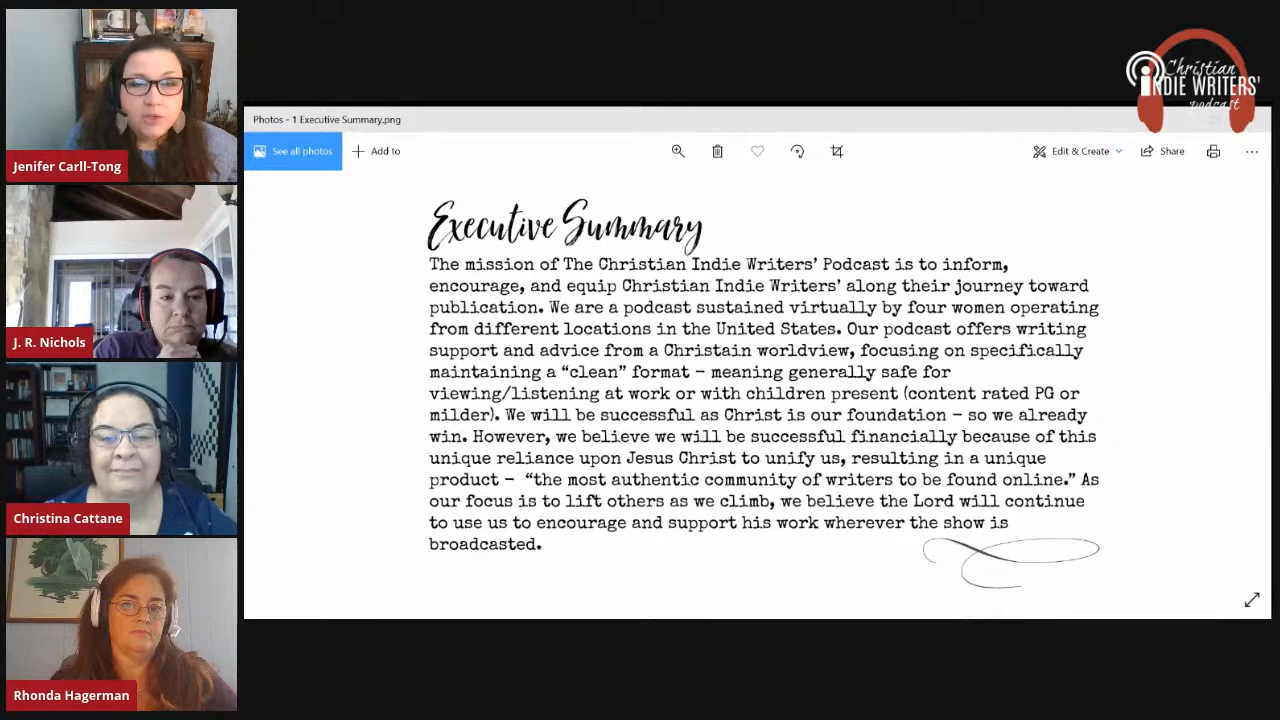 Jenifer Carll-Tong
J. R. Nichols
Christina Cattane
Rhonda Hagerman
Christian
INDIE WRITERS'
podcast
Photos - 1 Executive Summary.png
See all photos
Add to
Edit & Create
Share
Executive Summary
The mission of The Christian Indie Writers’ Podcast is to inform,
encourage, and equip Christian Indie Writers’ along their journey toward
publication. We are a podcast sustained virtually by four women operating
from different locations in the United States. Our podcast offers writing
support and advice from a Christain worldview, focusing on specifically
maintaining a “clean” format – meaning generally safe for
viewing/listening at work or with children present (content rated PG or
milder). We will be successful as Christ is our foundation – so we already
win. However, we believe we will be successful financially because of this
unique reliance upon Jesus Christ to unify us, resulting in a unique
product – “the most authentic community of writers to be found online.” As
our focus is to lift others as we climb, we believe the Lord will continue
to use us to encourage and support his work wherever the show is
broadcasted.